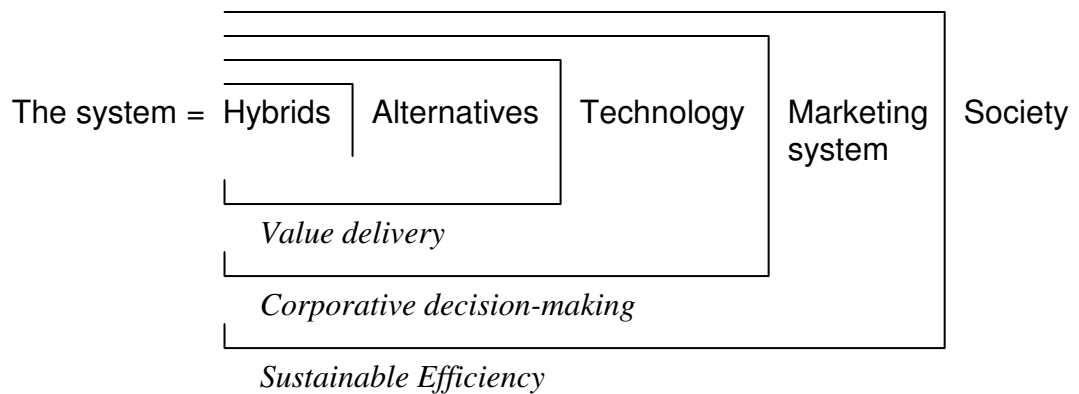 The system = Hybrids Alternatives Technology Marketing Society
system
Value delivery
Corporative decision-making
Sustainable Efficiency